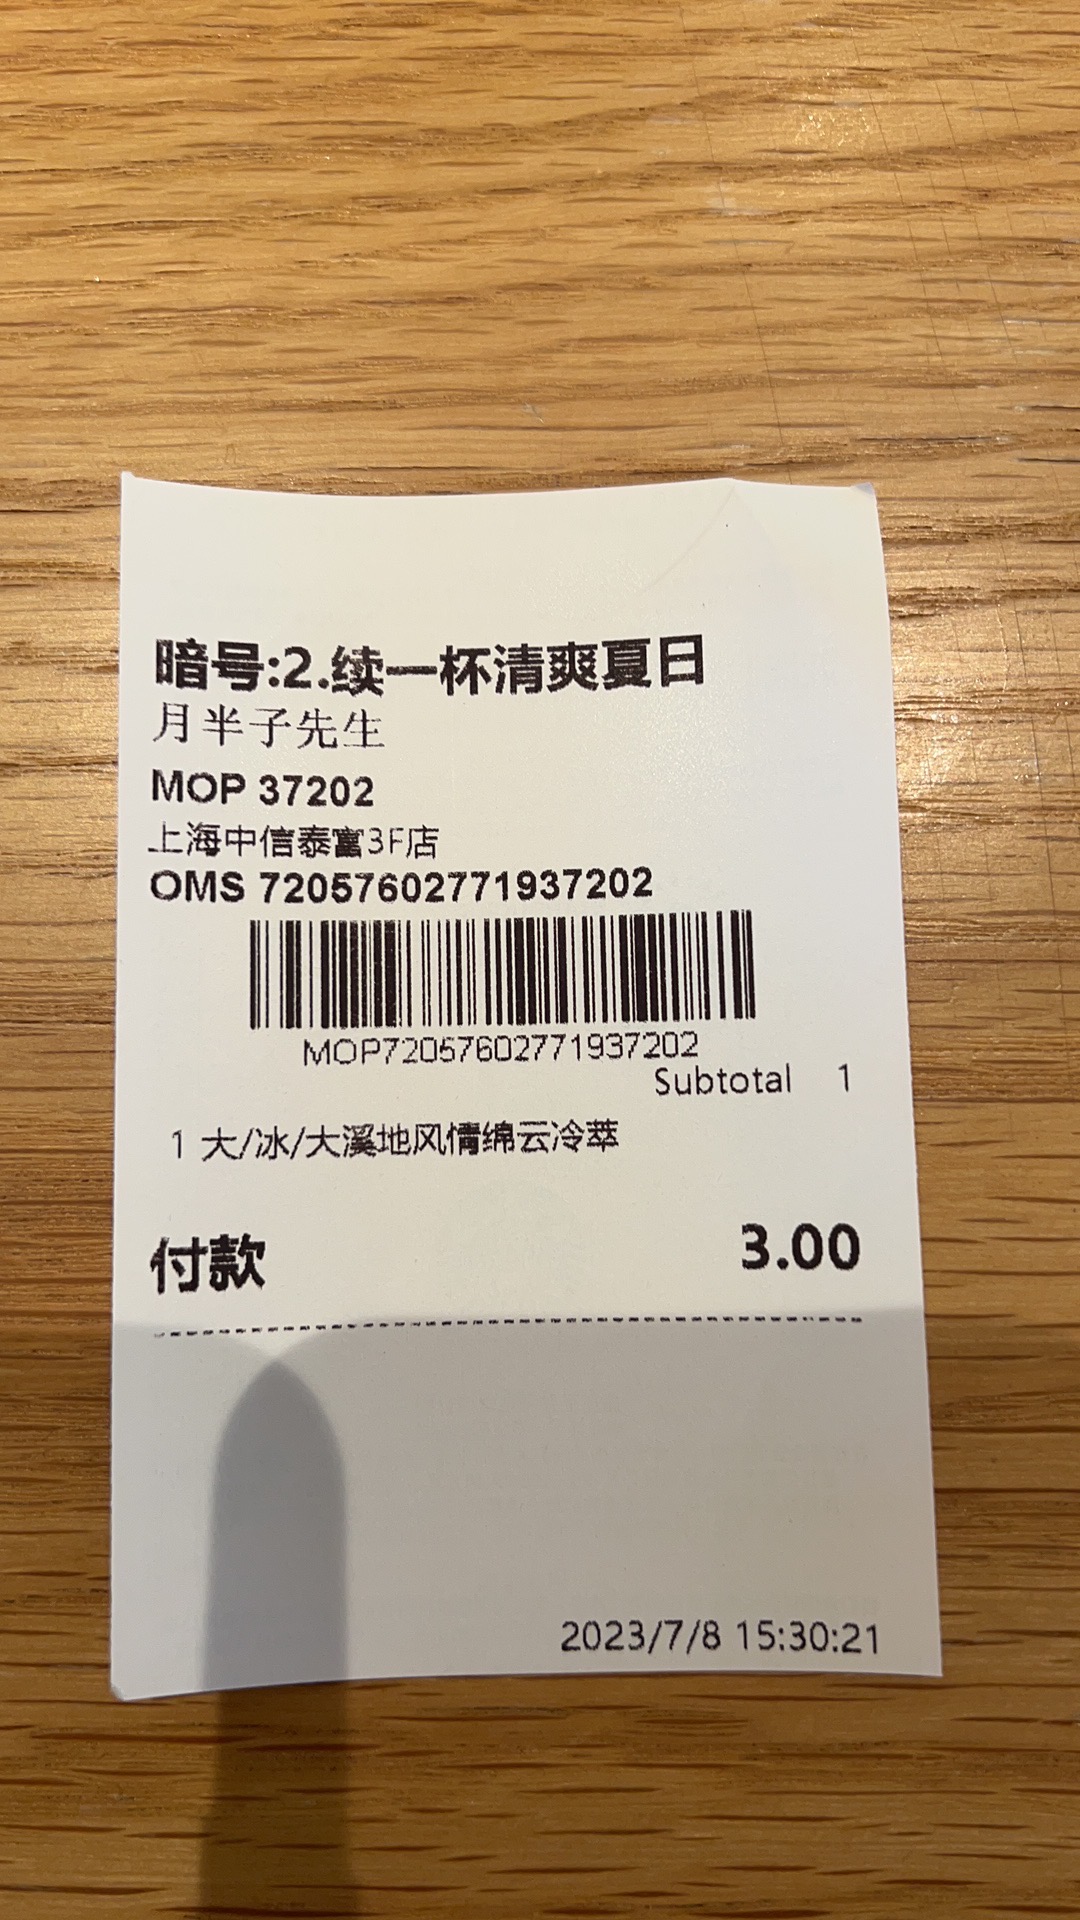 暗号:2.续一杯清爽夏日
月半子先生
MOP 37202
上海中信泰富3F店
OMS 72057602771937202
MOP72057602771937202
Subtotal 1
1 大/冰/大溪地风情绵云冷萃
付款 3.00
2023/7/8 15:30:21